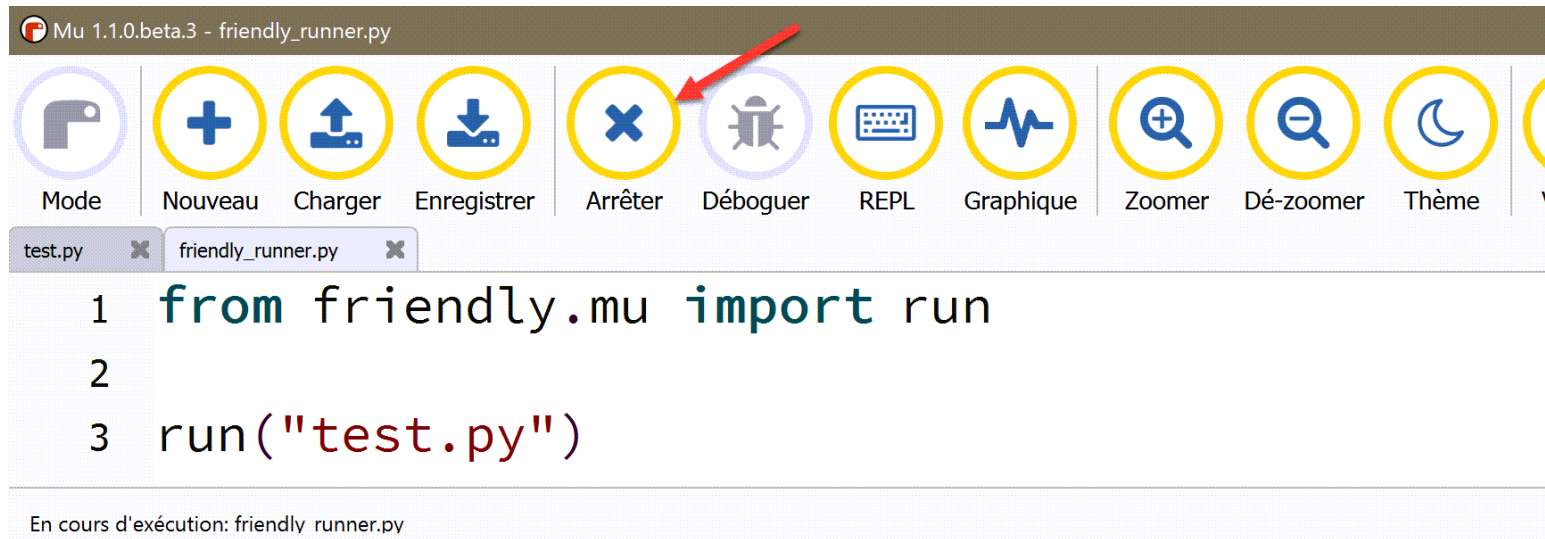 Mu 1.1.0.beta.3 - friendly_runner.py
Mode Nouveau Charger Enregistrer Arrêter Déboguer REPL Graphique Zoomer Dé-zoomer Thème
test.py friendly_runner.py
1 from friendly.mu import run
2
3 run("test.py")
En cours d'exécution: friendly_runner.py